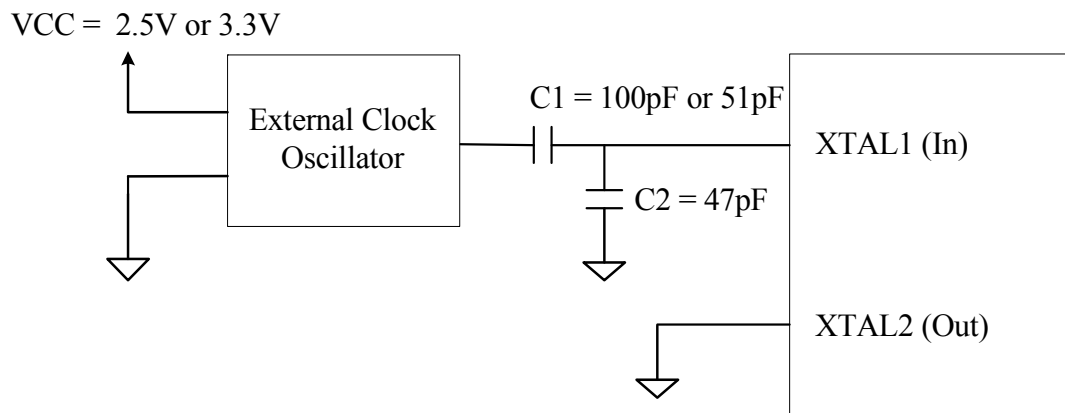 VCC = 2.5V or 3.3V
External Clock
Oscillator
C1 = 100pF or 51pF
C2 = 47pF
XTAL1 (In)
XTAL2 (Out)